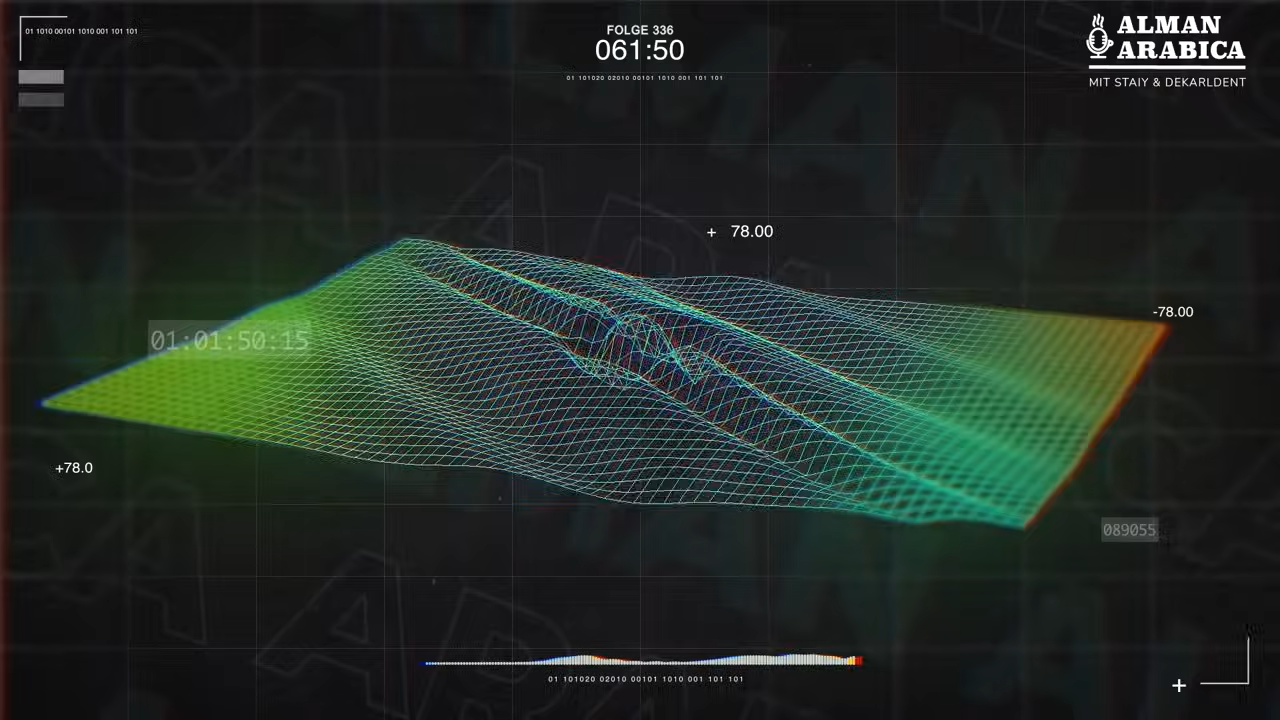 01 1010 00101 1010 001 101 101
FOLGE 336
061:50
01 101020 02010 00101 1010 001 101 101
ALMAN
ARABICA
MIT STAIY & DEKARLDENT
+ 78.00
-78.00
01:01:50:15
+78.0
089055
01 101020 02010 00101 1010 001 101 101
+